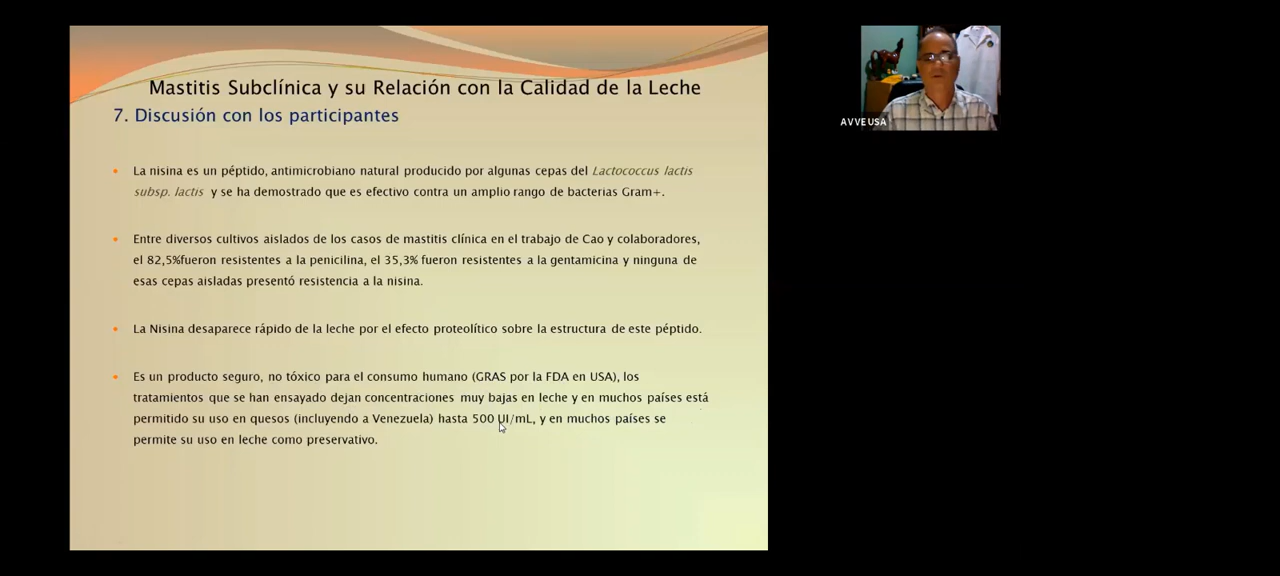 Mastitis Subclínica y su Relación con la Calidad de la Leche
7. Discusión con los participantes
La nisina es un péptido, antimicrobiano natural producido por algunas cepas del Lactococcus lactis
subsp. lactis y se ha demostrado que es efectivo contra un amplio rango de bacterias Gram+.
Entre diversos cultivos aislados de los casos de mastitis clínica en el trabajo de Cao y colaboradores,
el 82,5%fueron resistentes a la penicilina, el 35,3% fueron resistentes a la gentamicina y ninguna de
esas cepas aisladas presentó resistencia a la nisina.
La Nisina desaparece rápido de la leche por el efecto proteolítico sobre la estructura de este péptido.
Es un producto seguro, no tóxico para el consumo humano (GRAS por la FDA en USA), los
tratamientos que se han ensayado dejan concentraciones muy bajas en leche y en muchos países está
permitido su uso en quesos (incluyendo a Venezuela) hasta 500 UI/mL, y en muchos países se
permite su uso en leche como preservativo.
AVVEUSA